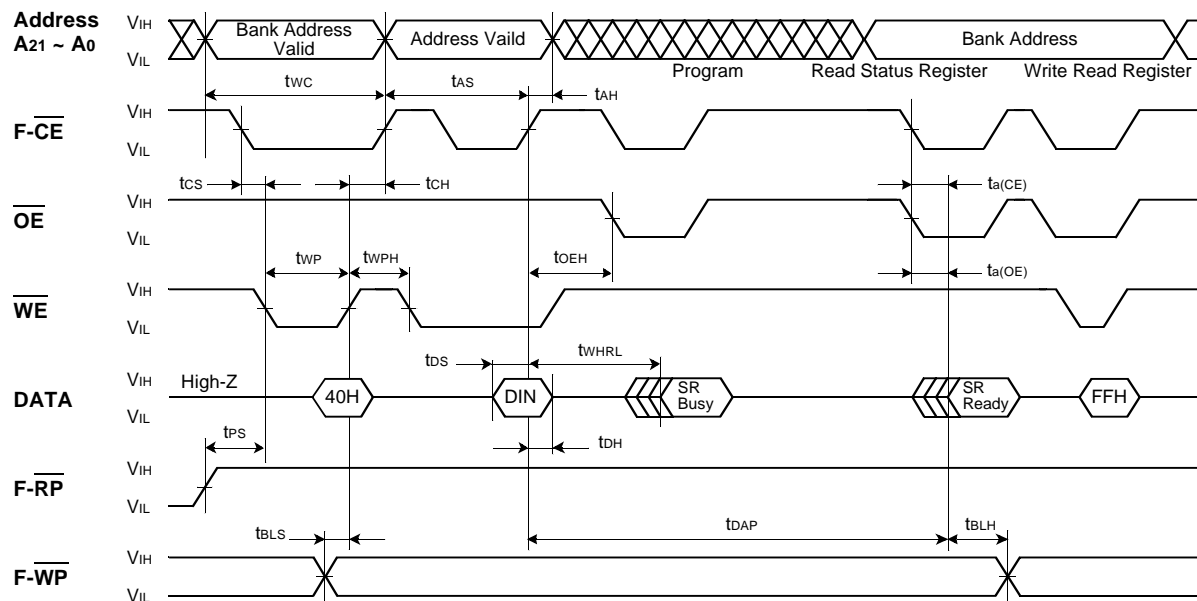 Address
A21 ~ A0
VIH
VIL
Bank Address
Valid
Address Vaild
Bank Address
Program
Read Status Register
Write Read Register
tWC
tAS
tAH
F-CE
VIH
VIL
tCS
tCH
ta(CE)
OE
VIH
VIL
tWP
tWPH
tOEH
ta(OE)
WE
VIH
VIL
tDS
tWHRL
DATA
VIH
VIL
High-Z
40H
DIN
SR
Busy
SR
Ready
FFH
tPS
tDH
F-RP
VIH
VIL
tBLS
tDAP
tBLH
F-WP
VIH
VIL